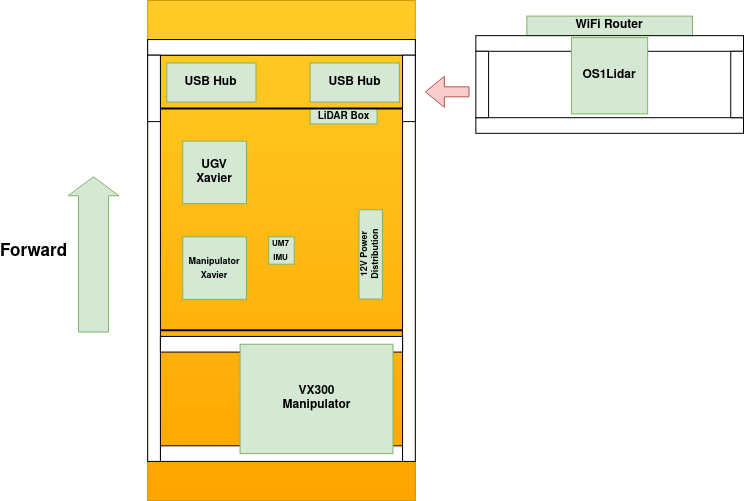 WiFi Router
USB Hub
USB Hub
OS1Lidar
LiDAR Box
UGV
Xavier
Forward
Manipulator
Xavier
UM7
IMU
12V Power
Distribution
VX300
Manipulator